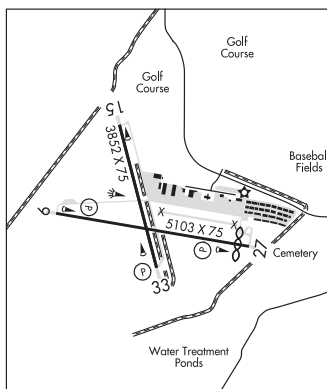 Golf
Course
Golf
Course
15
3852 X 75
Baseball
Fields
P
9
X
X
5103 X 75
P
27
P
33
Cemetery
Water Treatment
Ponds